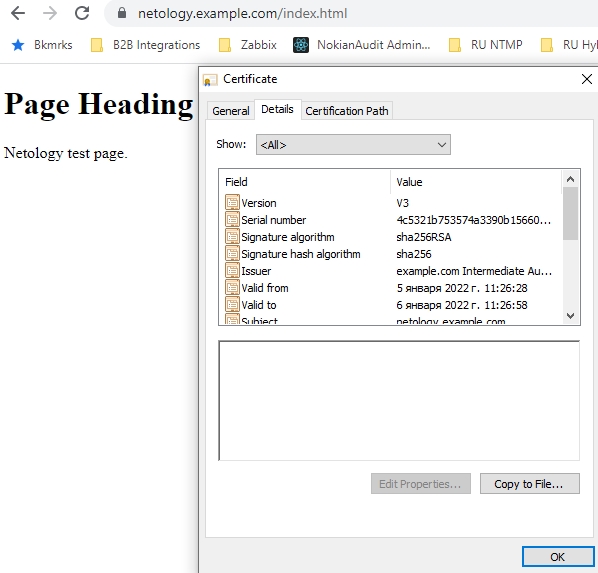 netology.example.com/index.html
Bkmrks B2B Integrations Zabbix NokianAudit Admin... RU NTMP RU Hyl
Page Heading
Netology test page.
Certificate
General Details Certification Path
Show: <All>
Field Value
Version V3
Serial number 4c5321b753574a3390b15660...
Signature algorithm sha256RSA
Signature hash algorithm sha256
Issuer example.com Intermediate Au...
Valid from 5 января 2022 г. 11:26:28
Valid to 6 января 2022 г. 11:26:58
Subject netology.example.com
Edit Properties... Copy to File...
OK